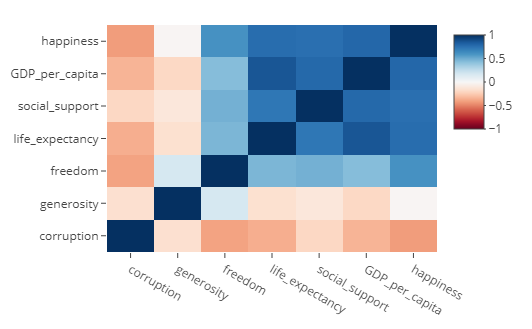 happiness
GDP_per_capita
social_support
life_expectancy
freedom
generosity
corruption
corruption
generosity
freedom
life_expectancy
social_support
GDP_per_capita
happiness
1
0.5
0
−0.5
−1